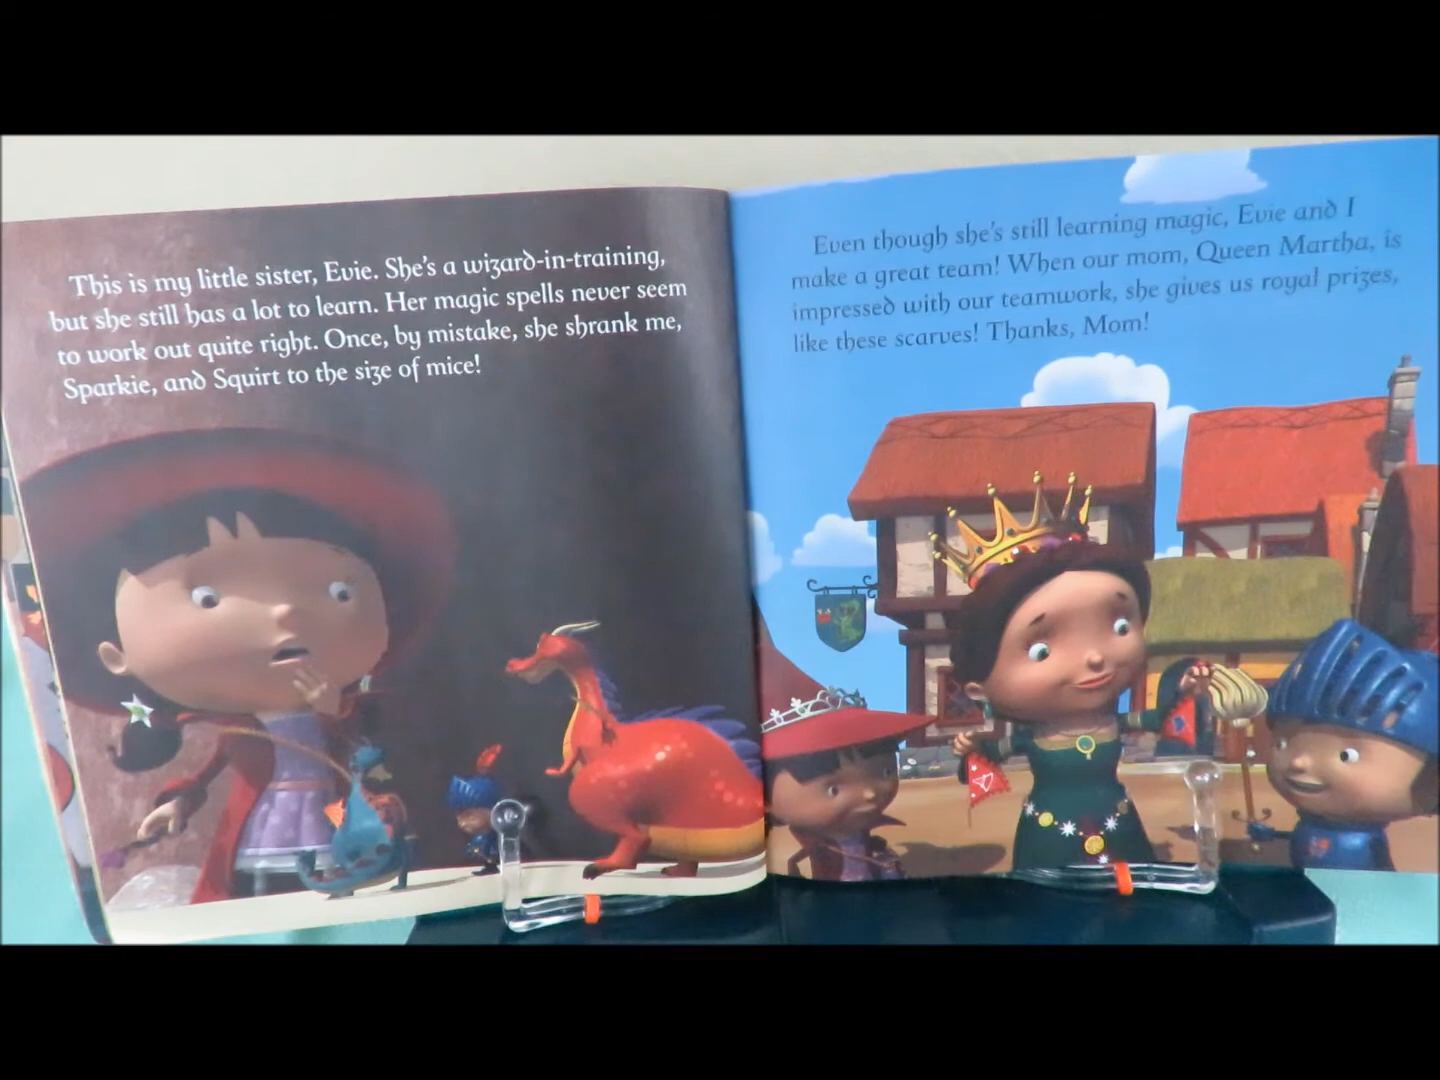 This is my little sister, Evie. She's a wizard-in-training,
but she still has a lot to learn. Her magic spells never seem
to work out quite right. Once, by mistake, she shrank me,
Sparkie, and Squirt to the size of mice!
Even though she's still learning magic, Evie and I
make a great team! When our mom, Queen Martha, is
impressed with our teamwork, she gives us royal prizes,
like these scarves! Thanks, Mom!